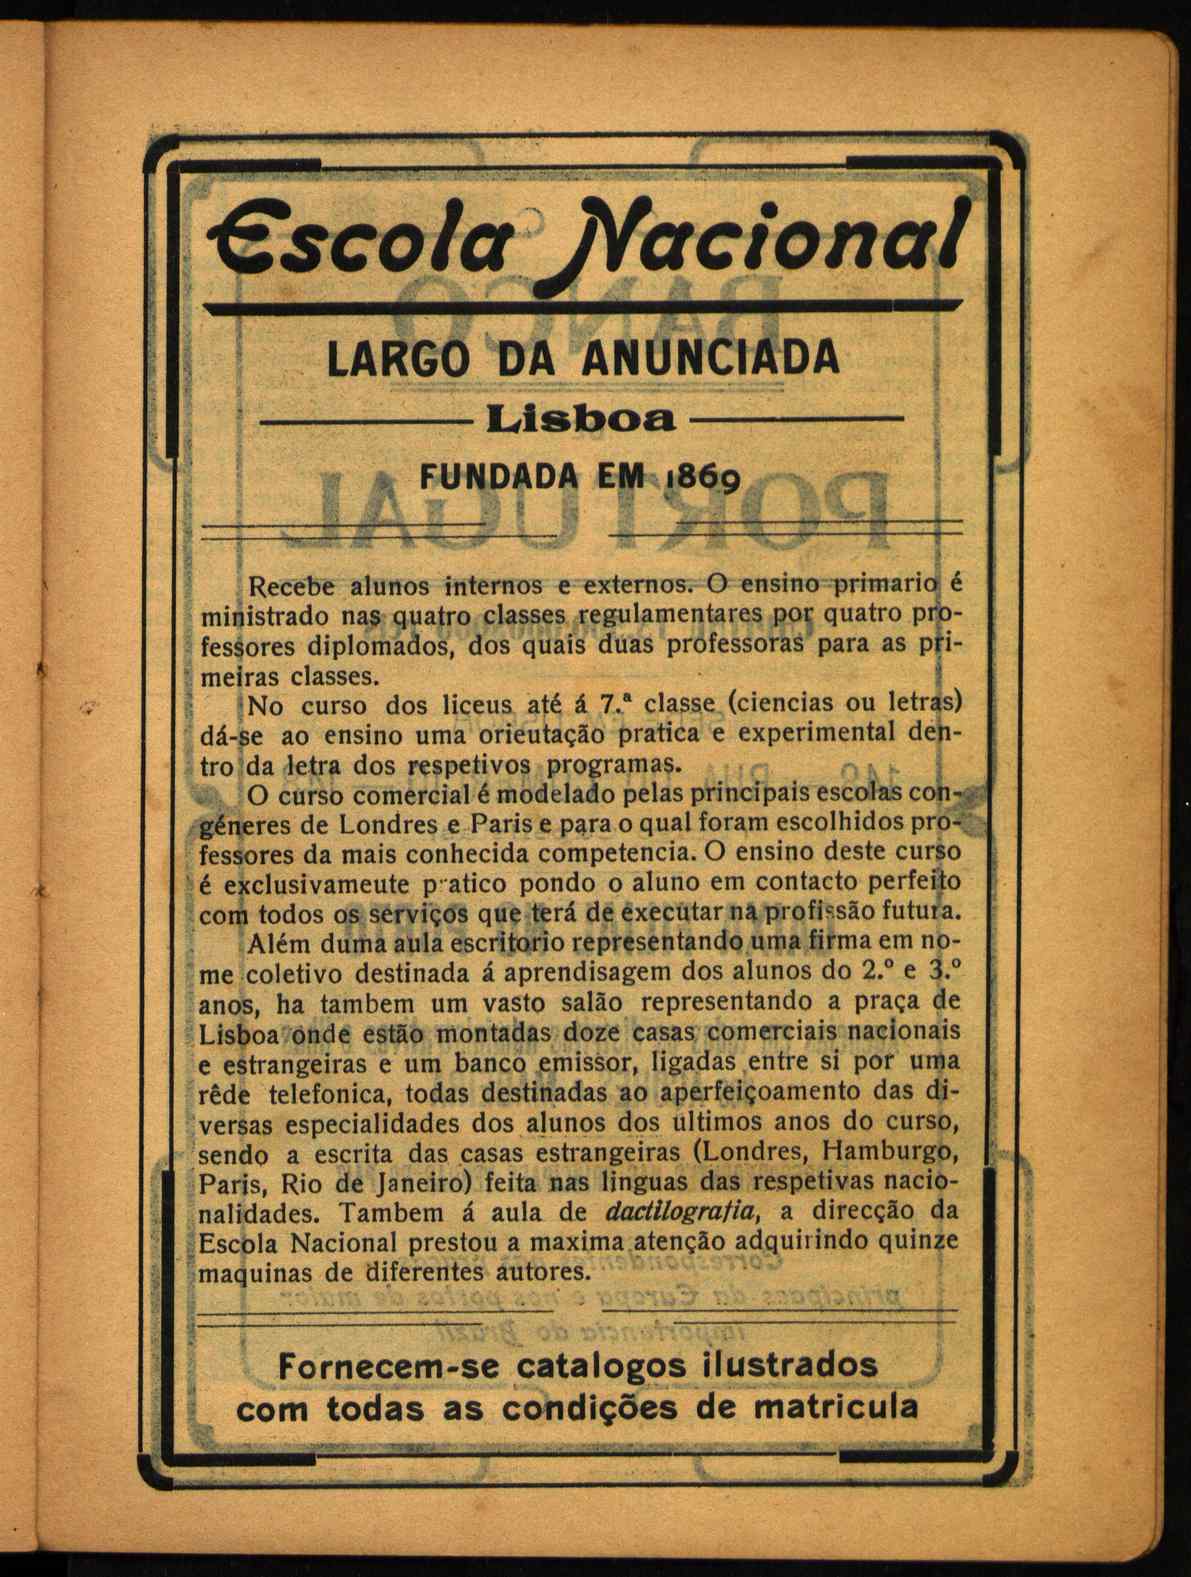 Escola Nacional
LARGO DA ANUNCIADA
Lisboa
FUNDADA EM 1869
Recebe alunos internos e externos. O ensino primario é
ministrado nas quatro classes regulamentares por quatro pro-
fessores diplomados, dos quais duas professoras para as pri-
meiras classes.
No curso dos liceus até á 7.ª classe (ciencias ou letras)
dá-se ao ensino uma orieutação pratica e experimental den-
tro da letra dos respetivos programas.
O curso comercial é modelado pelas principais escolas con-
géneres de Londres e Paris e para o qual foram escolhidos pro-
fessores da mais conhecida competencia. O ensino deste curso
é exclusivameute pratico pondo o aluno em contacto perfeito
com todos os serviços que terá de executar na profissão futura.
Além duma aula escritorio representando uma firma em no-
me coletivo destinada á aprendisagem dos alunos do 2.º e 3.º
anos, ha tambem um vasto salão representando a praça de
Lisboa onde estão montadas doze casas comerciais nacionais
e estrangeiras e um banco emissor, ligadas entre si por uma
rêde telefonica, todas destinadas ao aperfeiçoamento das di-
versas especialidades dos alunos dos ultimos anos do curso,
sendo a escrita das casas estrangeiras (Londres, Hamburgo,
Paris, Rio de Janeiro) feita nas linguas das respetivas nacio-
nalidades. Tambem á aula de dactilografia, a direcção da
Escola Nacional prestou a maxima atenção adquirindo quinze
maquinas de diferentes autores.
Fornecem-se catalogos ilustrados
com todas as condições de matricula